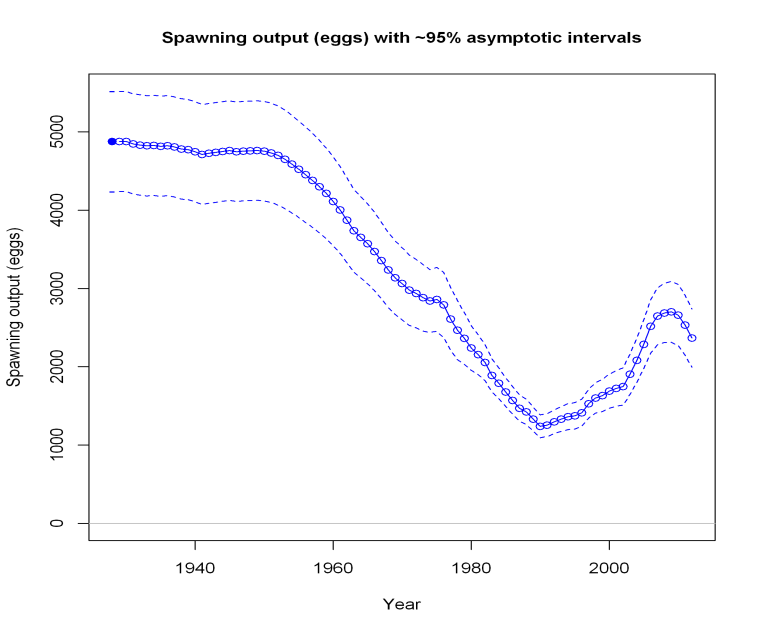 Spawning output (eggs) with ~95% asymptotic intervals
Spawning output (eggs)
5000
4000
3000
2000
1000
0
1940 1960 1980 2000
Year